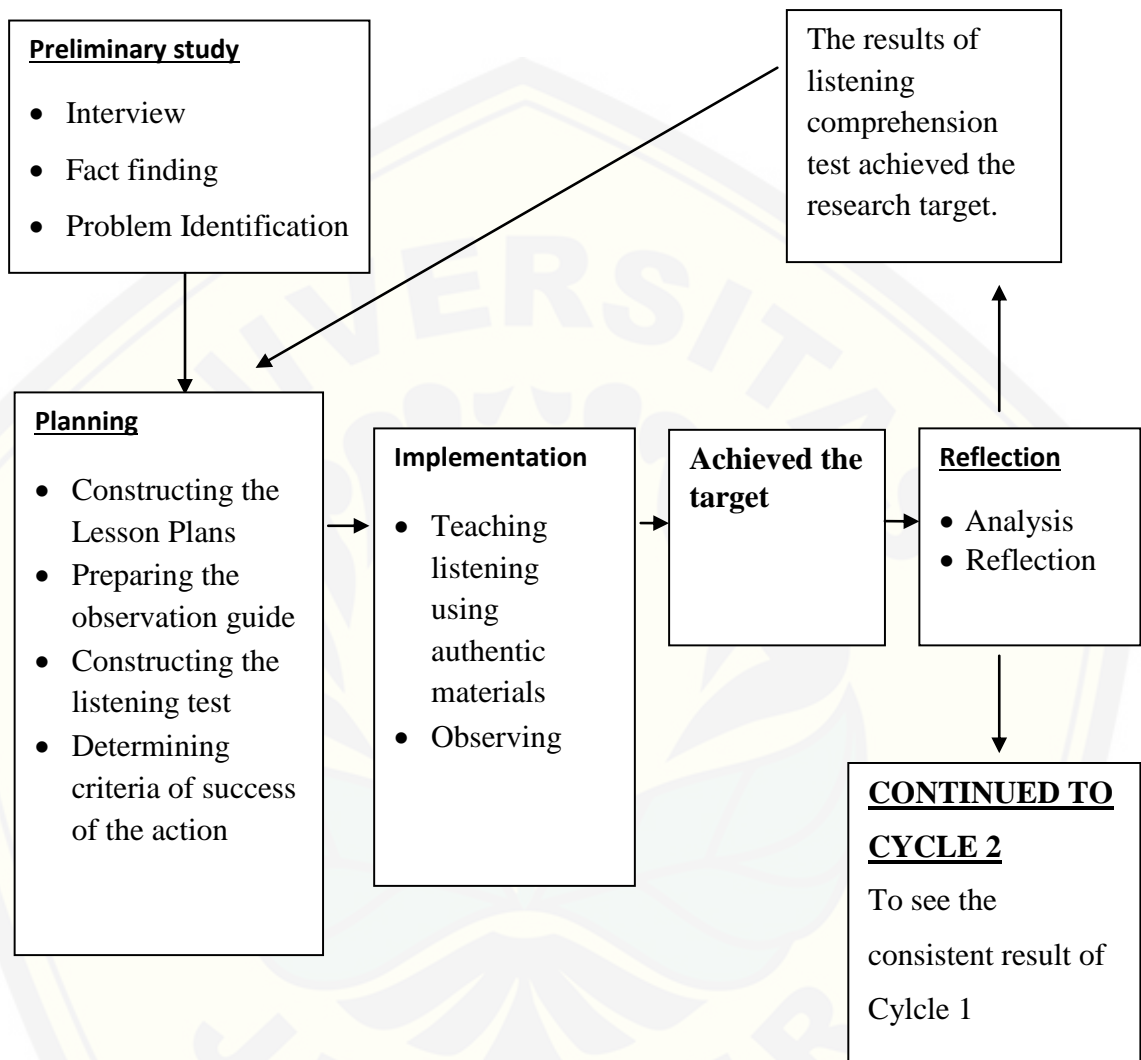 Preliminary study
• Interview
• Fact finding
• Problem Identification
The results of
listening
comprehension
test achieved the
research target.
Planning
• Constructing the
Lesson Plans
• Preparing the
observation guide
• Constructing the
listening test
• Determining
criteria of success
of the action
Implementation
• Teaching
listening
using
authentic
materials
• Observing
Achieved the
target
Reflection
• Analysis
• Reflection
CONTINUED TO
CYCLE 2
To see the
consistent result of
Cylcle 1
UNIVERSITAS